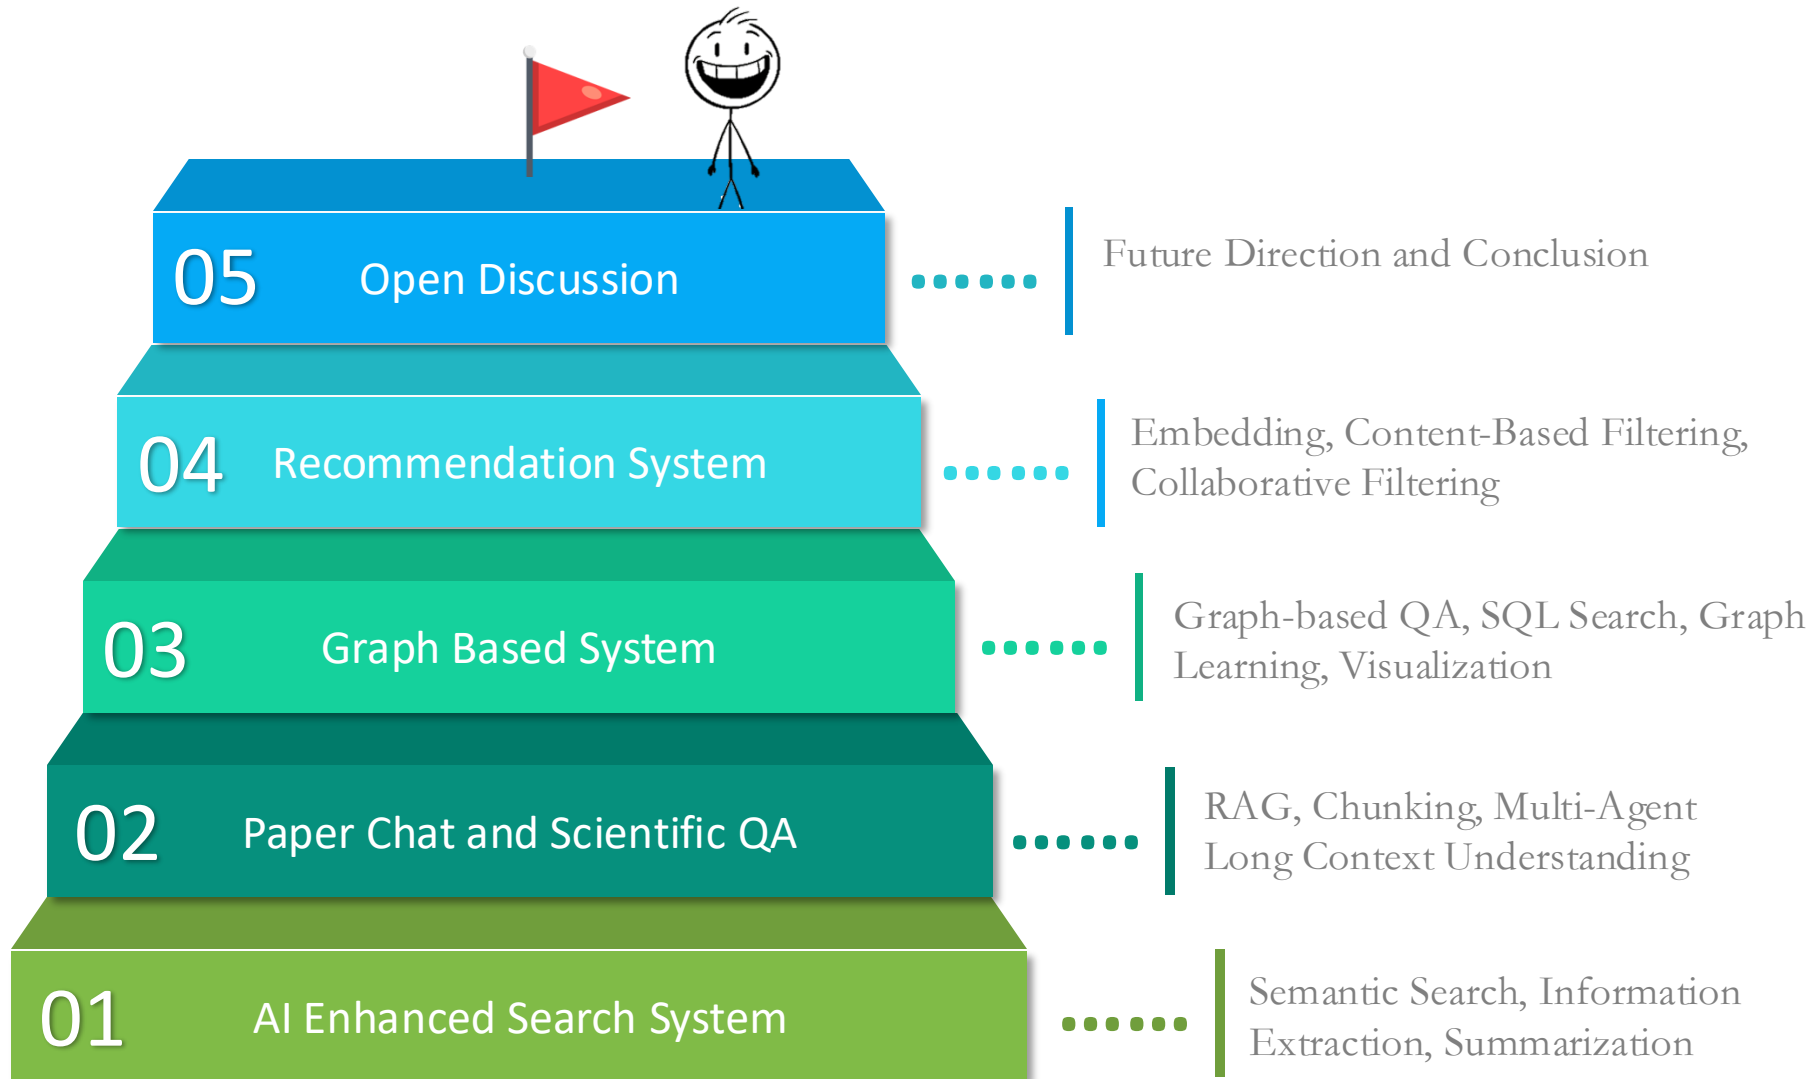 05
Open Discussion
Future Direction and Conclusion
04
Recommendation System
Embedding, Content-Based Filtering,
Collaborative Filtering
03
Graph Based System
Graph-based QA, SQL Search, Graph
Learning, Visualization
02
Paper Chat and Scientific QA
RAG, Chunking, Multi-Agent
Long Context Understanding
01
AI Enhanced Search System
Semantic Search, Information
Extraction, Summarization